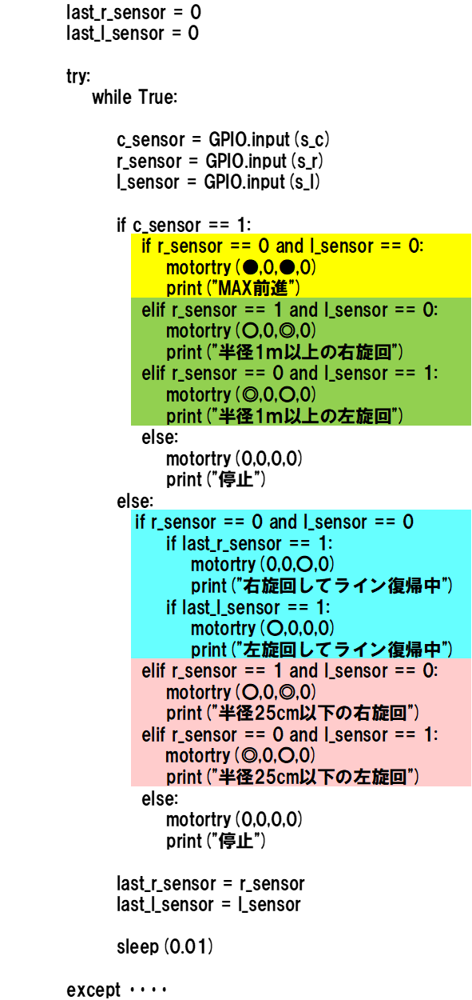 last_r_sensor = 0
last_l_sensor = 0
try:
while True:
c_sensor = GPIO.input(s_c)
r_sensor = GPIO.input(s_r)
l_sensor = GPIO.input(s_l)
if c_sensor == 1:
if r_sensor == 0 and l_sensor == 0:
motortry(●,0,●,0)
print("MAX前進")
elif r_sensor == 1 and l_sensor == 0:
motortry(○,0,◎,0)
print("半径1m以上の右旋回")
elif r_sensor == 0 and l_sensor == 1:
motortry(◎,0,○,0)
print("半径1m以上の左旋回")
else:
motortry(0,0,0,0)
print("停止")
else:
if r_sensor == 0 and l_sensor == 0
if last_r_sensor == 1:
motortry(0,0,○,0)
print("右旋回してライン復帰中")
if last_l_sensor == 1:
motortry(○,0,0,0)
print("左旋回してライン復帰中")
elif r_sensor == 1 and l_sensor == 0:
motortry(○,0,◎,0)
print("半径25cm以下の右旋回")
elif r_sensor == 0 and l_sensor == 1:
motortry(◎,0,○,0)
print("半径25cm以下の左旋回")
else:
motortry(0,0,0,0)
print("停止")
last_r_sensor = r_sensor
last_l_sensor = l_sensor
sleep(0.01)
except ・・・・